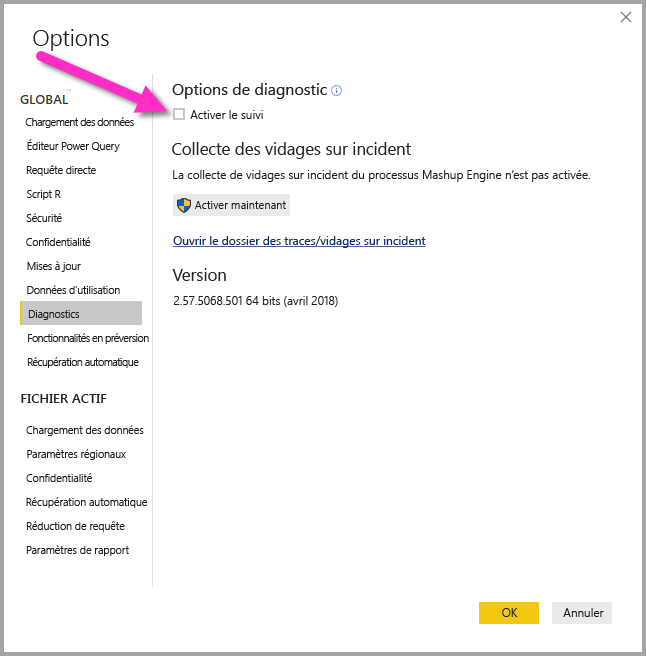 Options
GLOBAL
Chargement des données
Éditeur Power Query
Requête directe
Script R
Sécurité
Confidentialité
Mises à jour
Données d’utilisation
Diagnostics
Fonctionnalités en préversion
Récupération automatique
FICHIER ACTIF
Chargement des données
Paramètres régionaux
Confidentialité
Récupération automatique
Réduction de requête
Paramètres de rapport
Options de diagnostic
Activer le suivi
Collecte des vidages sur incident
La collecte de vidages sur incident du processus Mashup Engine n’est pas activée.
Activer maintenant
Ouvrir le dossier des traces/vidages sur incident
Version
2.57.5068.501 64 bits (avril 2018)
OK
Annuler